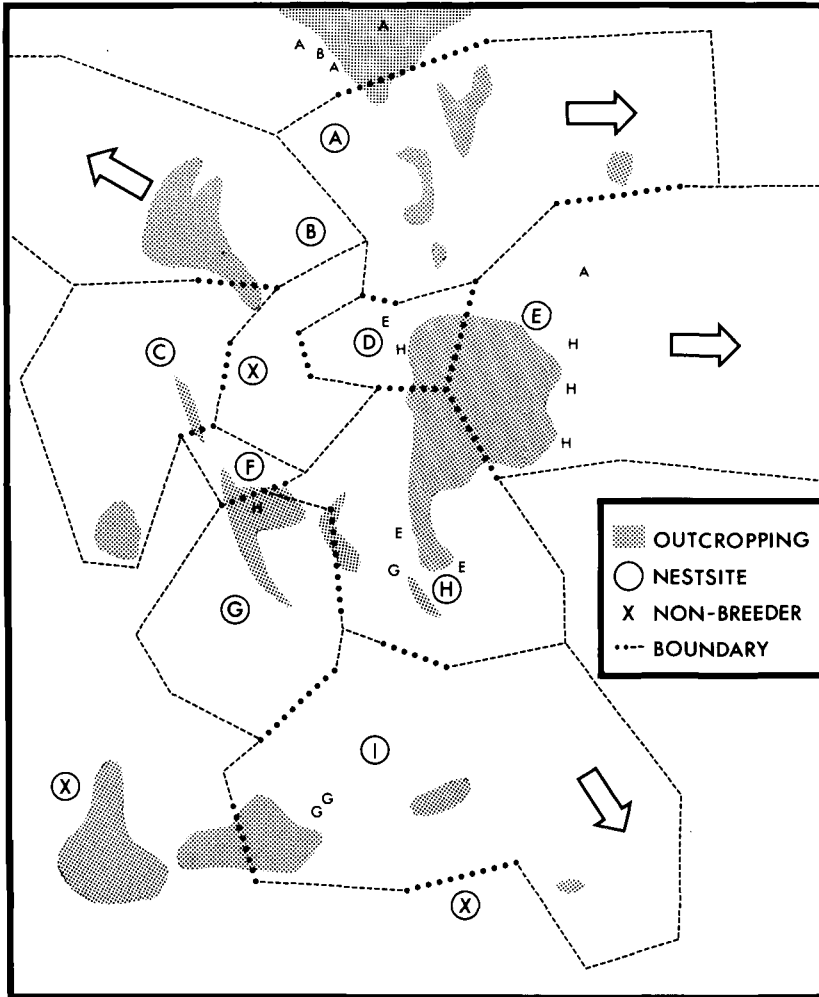 A
A
B
A
A
B
A
E
E
D
H
H
C
X
H
H
F
H
E
E
G
H
G
OUTCROPPING
NESTSITE
X NON-BREEDER
BOUNDARY
I
X
G
G
X